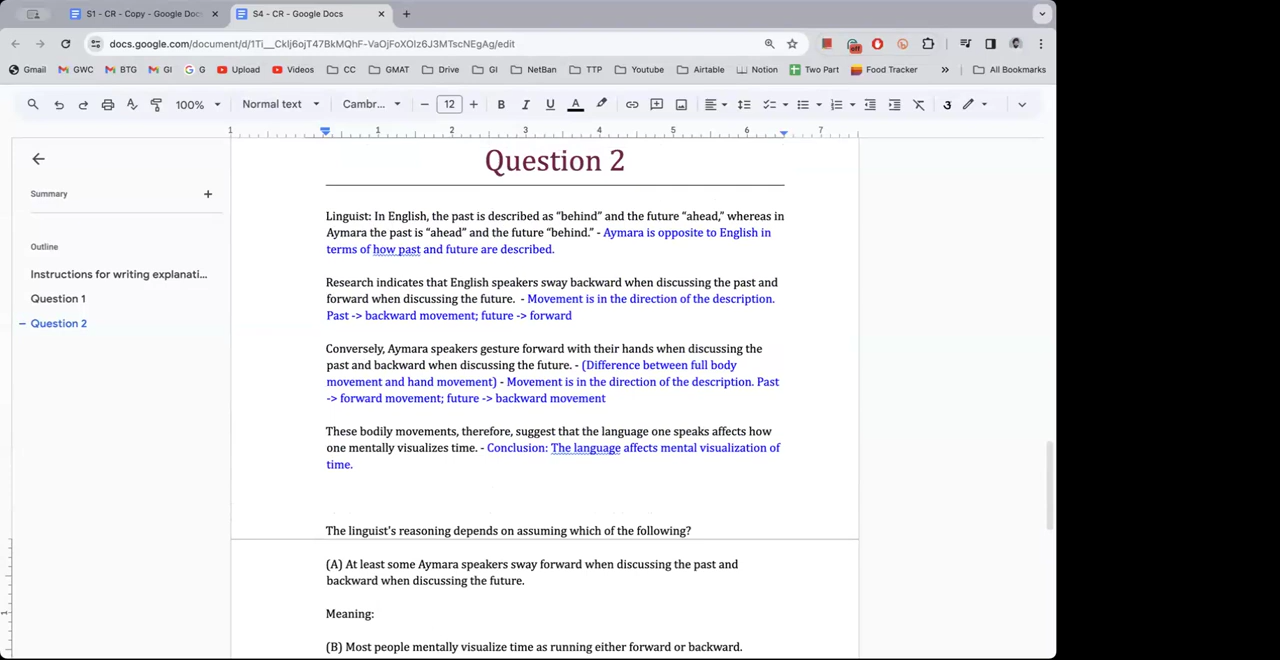 S1 - CR - Copy - Google Doc
S4 - CR - Google Docs
docs.google.com/document/d/1Ti__CkIj6ojT47BkMQhF-VaOjFoXOIz6J3MTscNEgAg/edit
Gmail GWC BTG GI G Upload Videos CC GMAT Drive GI NetBan TTP Youtube Airtable Notion Two Part Food Tracker » All Bookmarks
100% Normal text Cambr... 12 B I U A
1 1 2 3 4 5 6 7
Summary
Outline
Instructions for writing explanati...
Question 1
Question 2
Question 2
Linguist: In English, the past is described as “behind” and the future “ahead,” whereas in
Aymara the past is “ahead” and the future “behind.” - Aymara is opposite to English in
terms of how past and future are described.
Research indicates that English speakers sway backward when discussing the past and
forward when discussing the future. - Movement is in the direction of the description.
Past -> backward movement; future -> forward
Conversely, Aymara speakers gesture forward with their hands when discussing the
past and backward when discussing the future. - (Difference between full body
movement and hand movement) - Movement is in the direction of the description. Past
-> forward movement; future -> backward movement
These bodily movements, therefore, suggest that the language one speaks affects how
one mentally visualizes time. - Conclusion: The language affects mental visualization of
time.
The linguist’s reasoning depends on assuming which of the following?
(A) At least some Aymara speakers sway forward when discussing the past and
backward when discussing the future.
Meaning:
(B) Most people mentally visualize time as running either forward or backward.